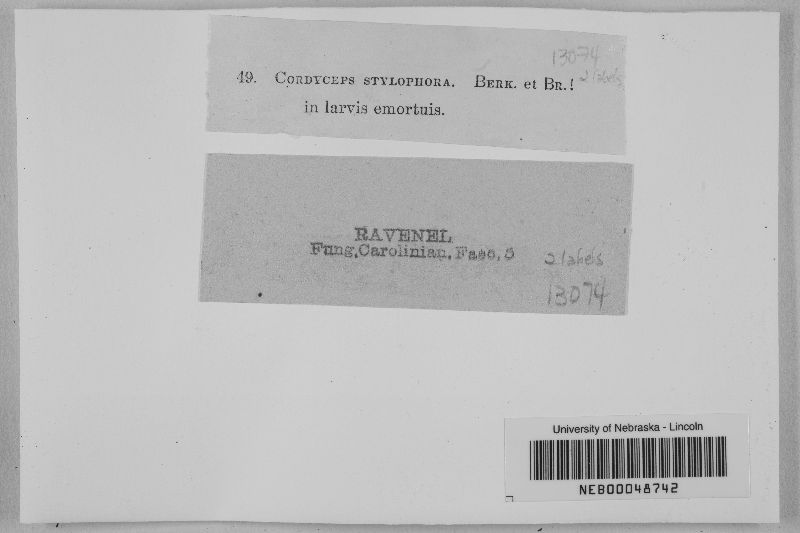 13074
2 labels
49. CORDYCEPS STYLOPHORA. BERK. et BR.!
in larvis emortuis.
RAVENEL,
Fung. Carolinian. Fasc. 5
2 labels
13074
University of Nebraska - Lincoln
NEB00048742